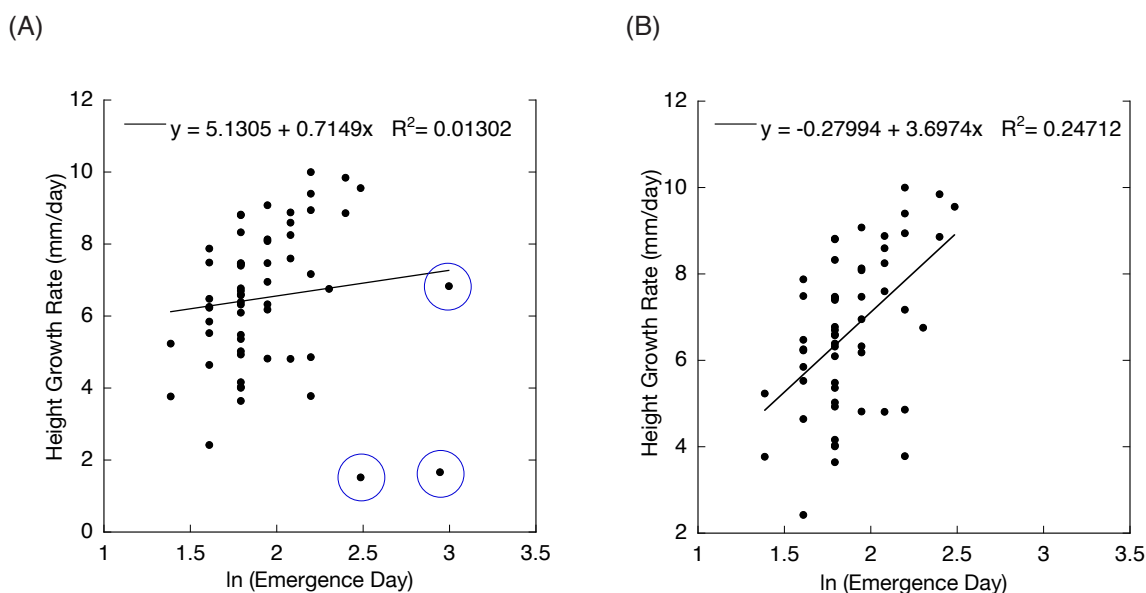 (A)
(B)
12
10
8
6
4
2
0
Height Growth Rate (mm/day)
y = 5.1305 + 0.7149x R²= 0.01302
1 1.5 2 2.5 3 3.5
ln (Emergence Day)
12
10
8
6
4
2
Height Growth Rate (mm/day)
y = -0.27994 + 3.6974x R²= 0.24712
1 1.5 2 2.5 3 3.5
ln (Emergence Day)